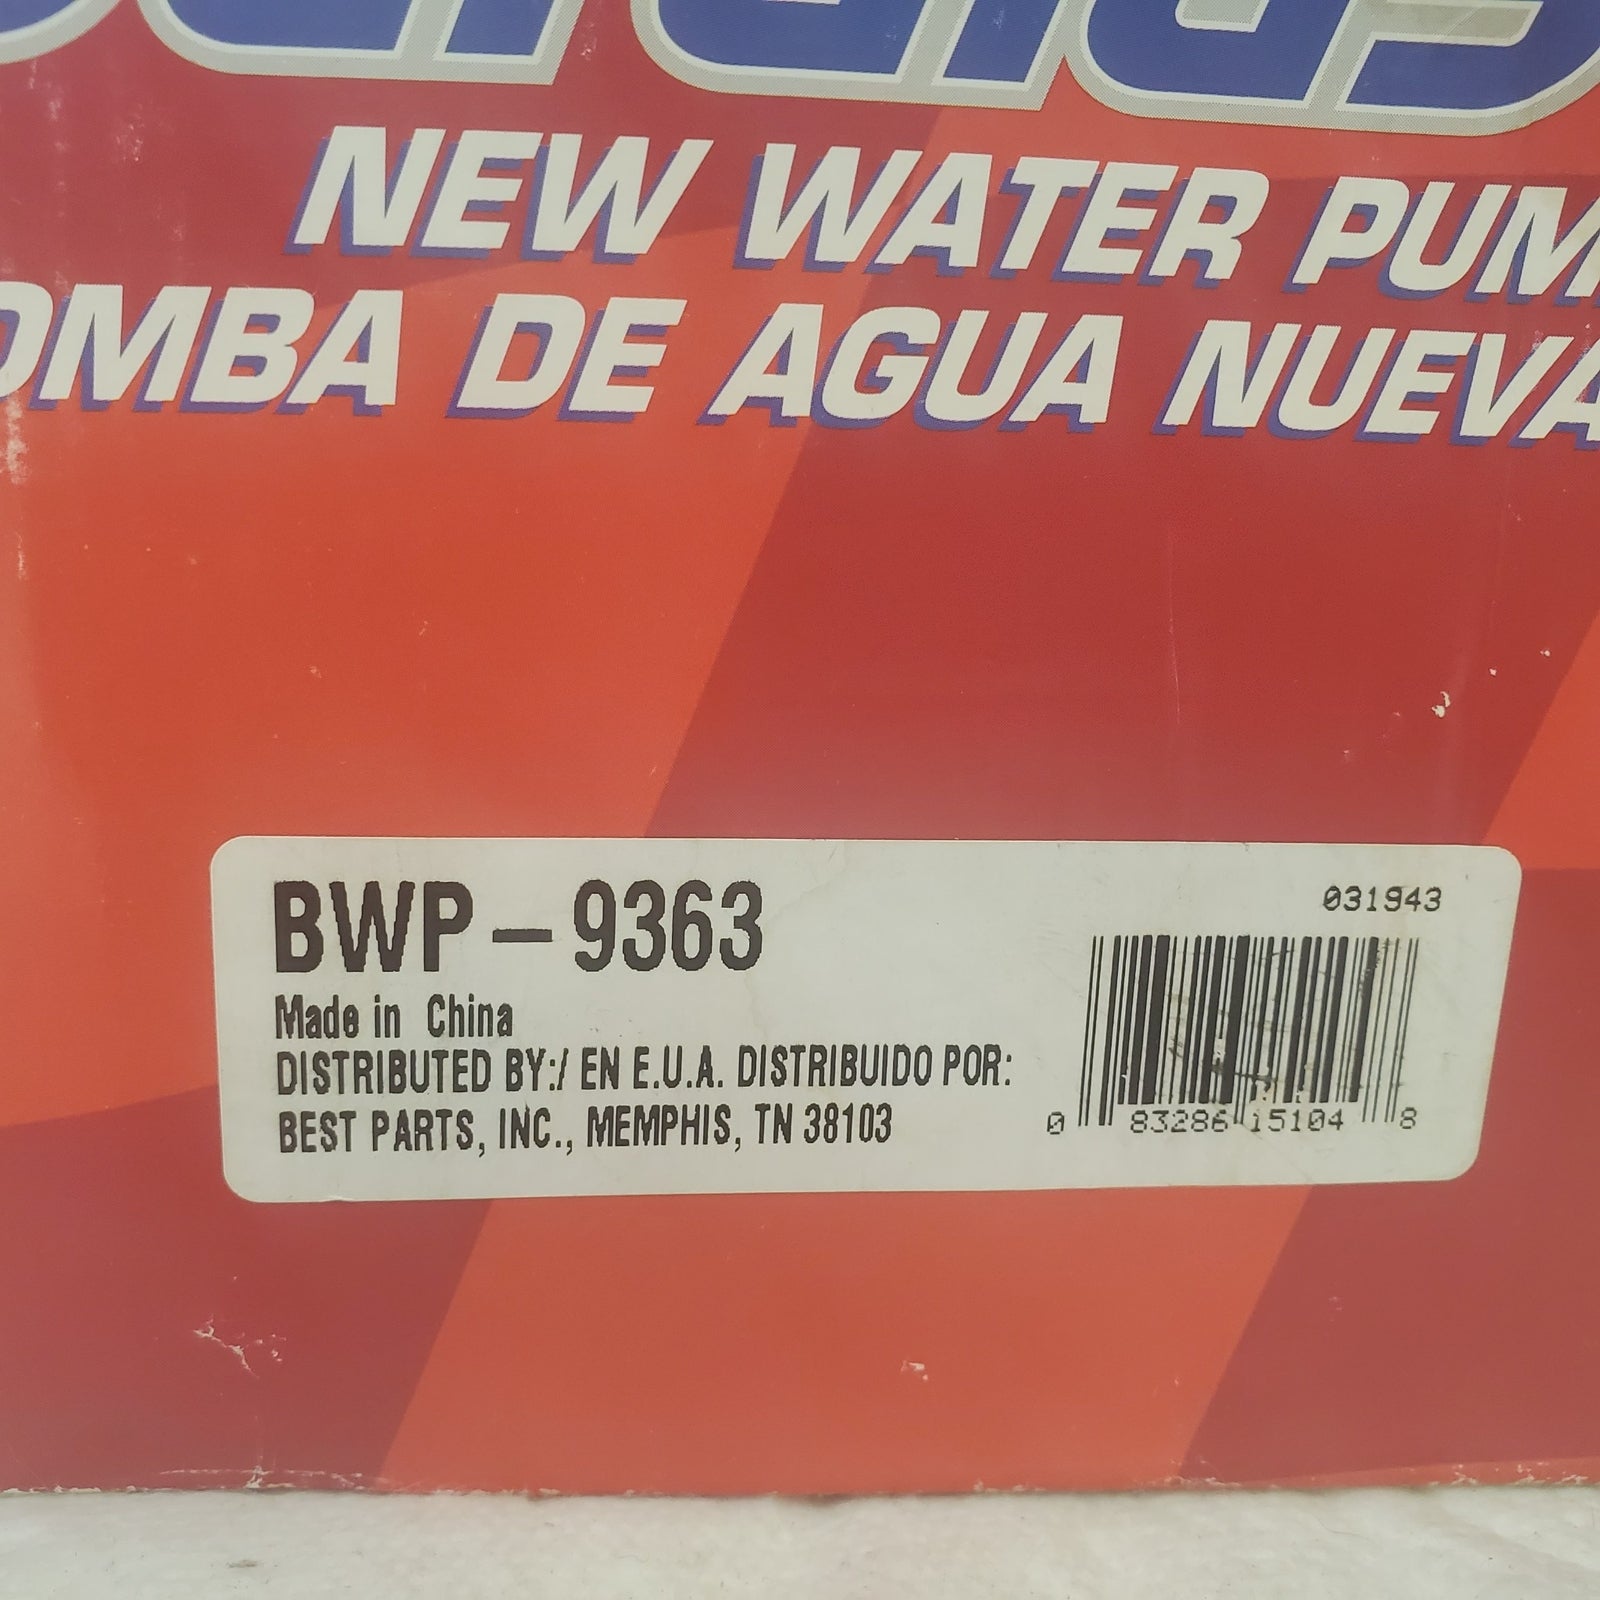 NEW WATER PUM
OMBA DE AGUA NUEVA
BWP-9363
031943
Made in China
DISTRIBUTED BY:/ EN E.U.A. DISTRIBUIDO POR:
BEST PARTS, INC., MEMPHIS, TN 38103
0 83286 15104 8